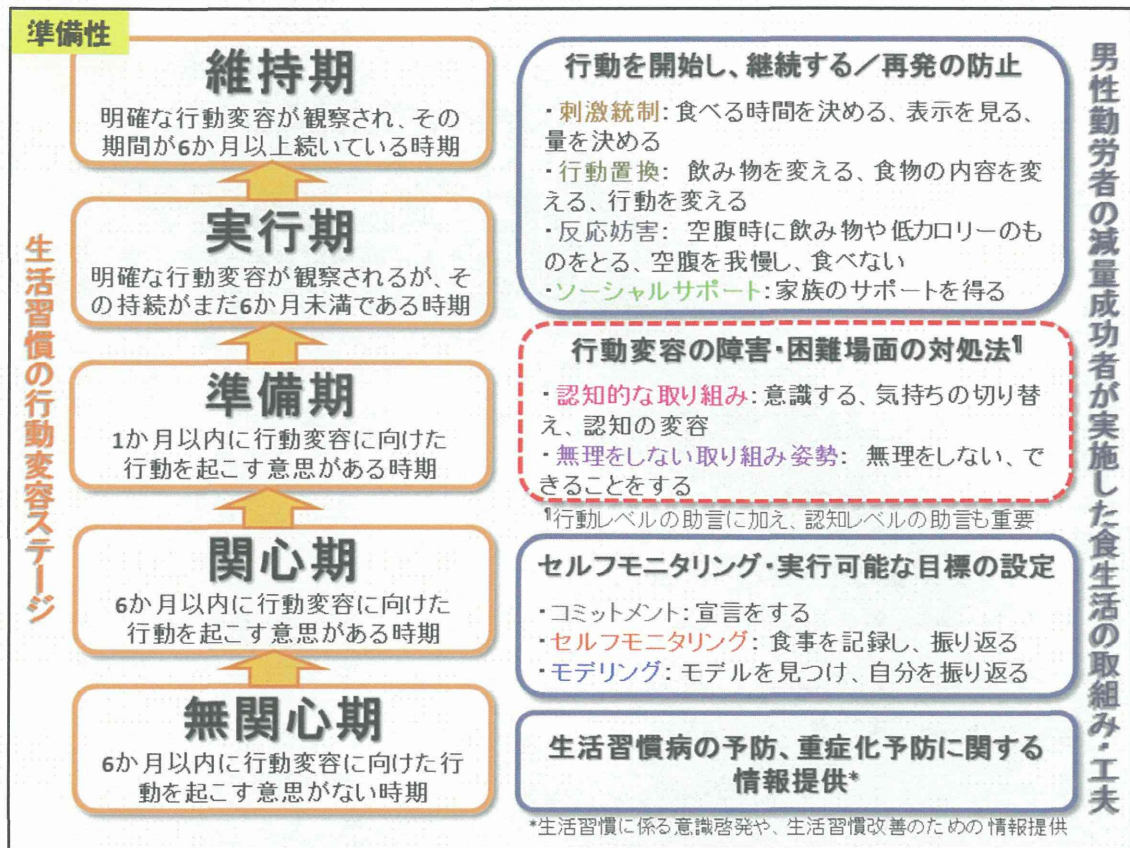 準備性
生活習慣の行動変容ステージ
維持期
明確な行動変容が観察され、その
期間が6か月以上続いている時期
実行期
明確な行動変容が観察されるが、そ
の持続がまだ6か月未満である時期
準備期
1か月以内に行動変容に向けた
行動を起こす意思がある時期
関心期
6か月以内に行動変容に向けた
行動を起こす意思がある時期
無関心期
6か月以内に行動変容に向けた行
動を起こす意思がない時期
行動を開始し、継続する／再発の防止
・刺激統制：食べる時間を決める、表示を見る、
量を決める
・行動置換： 飲み物を変える、食物の内容を変
える、行動を変える
・反応妨害：空腹時に飲み物や低カロリーのも
のをとる、空腹を我慢し、食べない
・ソーシャルサポート：家族のサポートを得る
行動変容の障害・困難場面の対処法¶
・認知的な取り組み：意識する、気持ちの切り替
え、認知の変容
・無理をしない取り組み姿勢： 無理をしない、で
きることをする
¶行動レベルの助言に加え、認知レベルの助言も重要
セルフモニタリング・実行可能な目標の設定
・コミットメント：宣言をする
・セルフモニタリング：食事を記録し、振り返る
・モデリング：モデルを見つけ、自分を振り返る
生活習慣病の予防、重症化予防に関する
情報提供*
*生活習慣に係る意識啓発や、生活習慣改善のための情報提供
男性勤労者の減量成功者が実施した食生活の取組み・工夫